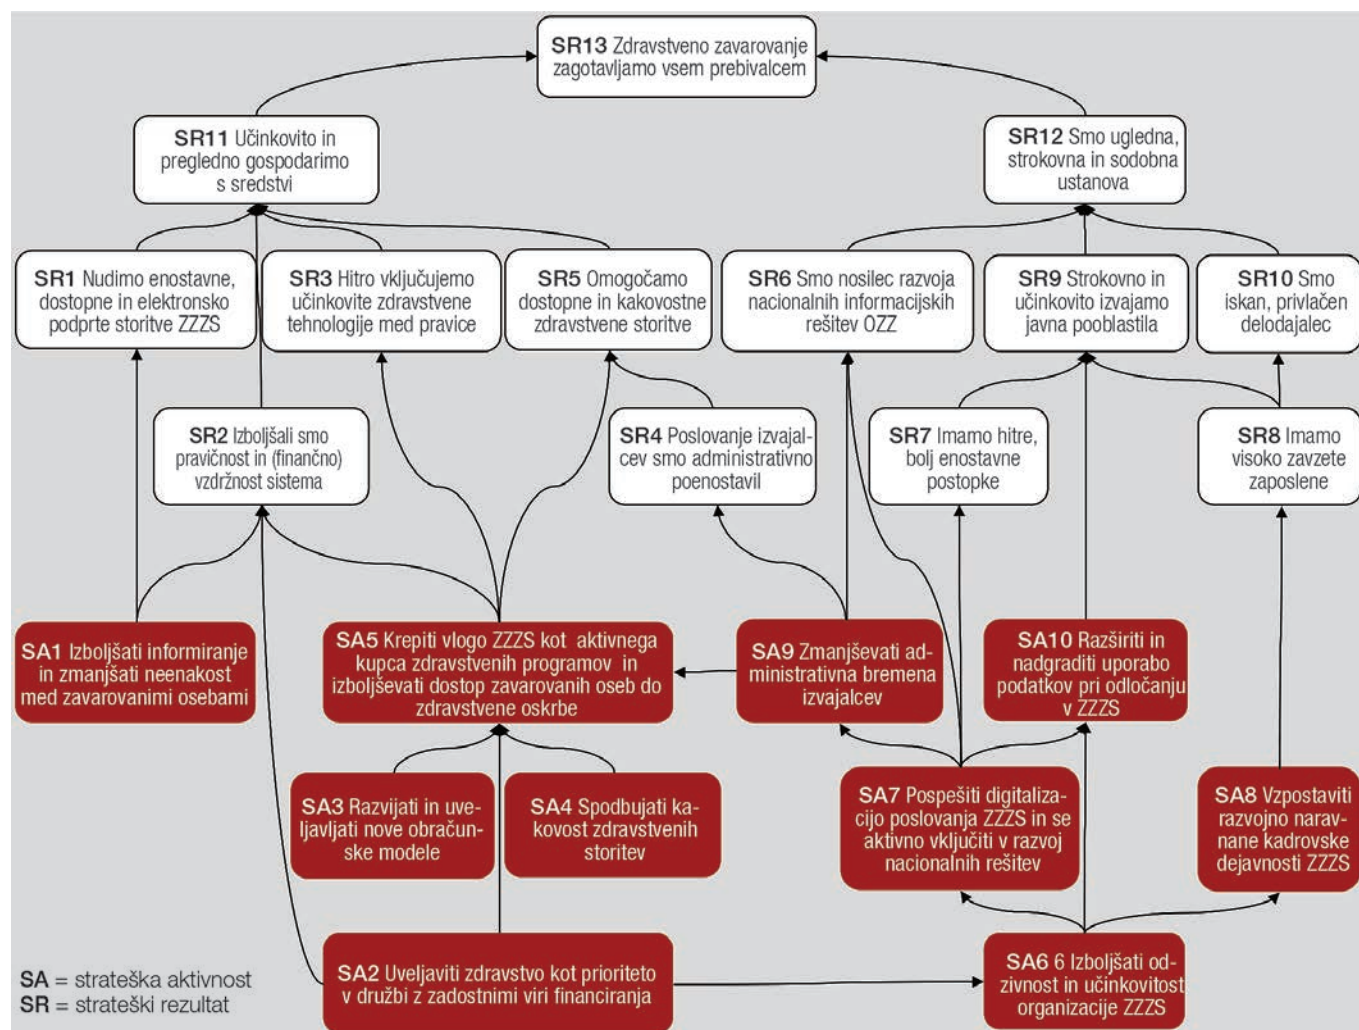 SR13 Zdravstveno zavarovanje
zagotavljamo vsem prebivalcem
SR11 Učinkovito in
pregledno gospodarimo
s sredstvi
SR12 Smo ugledna,
strokovna in sodobna
ustanova
SR1 Nudimo enostavne,
dostopne in elektronsko
podprte storitve ZZZS
SR3 Hitro vključujemo
učinkovite zdravstvene
tehnologije med pravice
SR5 Omogočamo
dostopne in kakovostne
zdravstvene storitve
SR6 Smo nosilec razvoja
nacionalnih informacijskih
rešitev OZZ
SR9 Strokovno in
učinkovito izvajamo
javna pooblastila
SR10 Smo
iskan, privlačen
delodajalec
SR2 Izboljšali smo
pravičnost in (finančno)
vzdržnost sistema
SR4 Poslovanje izvajal-
cev smo administrativno
poenostavil
SR7 Imamo hitre,
bolj enostavne
postopke
SR8 Imamo
visoko zavzete
zaposlene
SA1 Izboljšati informiranje
in zmanjšati neenakost
med zavarovanimi osebami
SA5 Krepiti vlogo ZZZS kot aktivnega
kupca zdravstvenih programov in
izboljševati dostop zavarovanih oseb do
zdravstvene oskrbe
SA9 Zmanjševati ad-
ministrativna bremena
izvajalcev
SA10 Razširiti in
nadgraditi uporabo
podatkov pri odločanju
v ZZZS
SA3 Razvijati in uve-
ljavljati nove obračun-
ske modele
SA4 Spodbujati ka-
kovost zdravstvenih
storitev
SA7 Pospešiti digitaliza-
cijo poslovanja ZZZS in se
aktivno vključiti v razvoj
nacionalnih rešitev
SA8 Vzpostaviti
razvojno narav-
nane kadrovske
dejavnosti ZZZS
SA2 Uveljaviti zdravstvo kot prioriteto
v družbi z zadostnimi viri financiranja
SA6 6 Izboljšati od-
zivnost in učinkovitost
organizacije ZZZS
SA = strateška aktivnost
SR = strateški rezultat